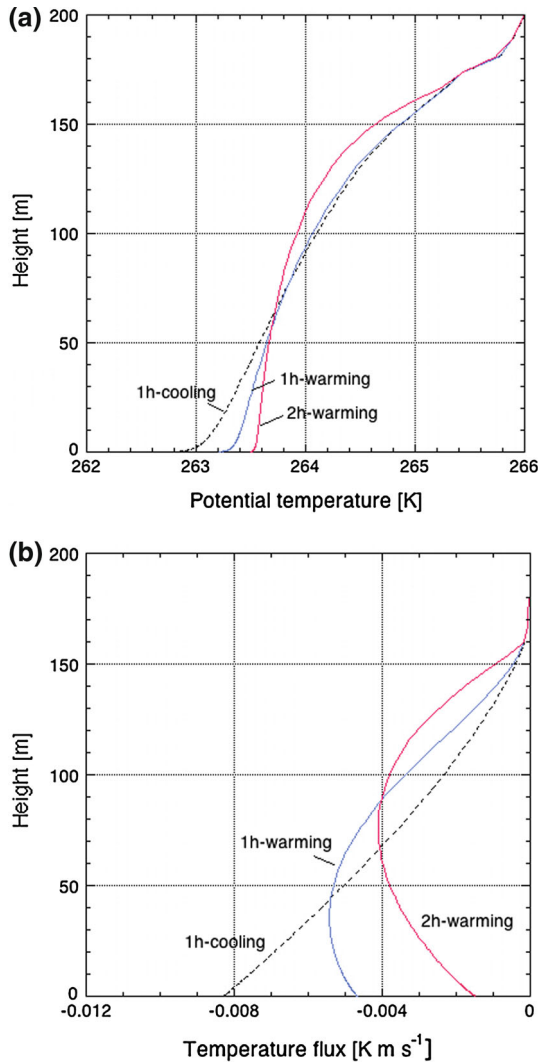 (a)
200
150
100
50
0
Height [m]
1h-cooling
1h-warming
2h-warming
262
263
264
265
266
Potential temperature [K]
(b)
200
150
100
50
0
Height [m]
1h-warming
1h-cooling
2h-warming
-0.012
-0.008
-0.004
0
Temperature flux [K m s⁻¹]